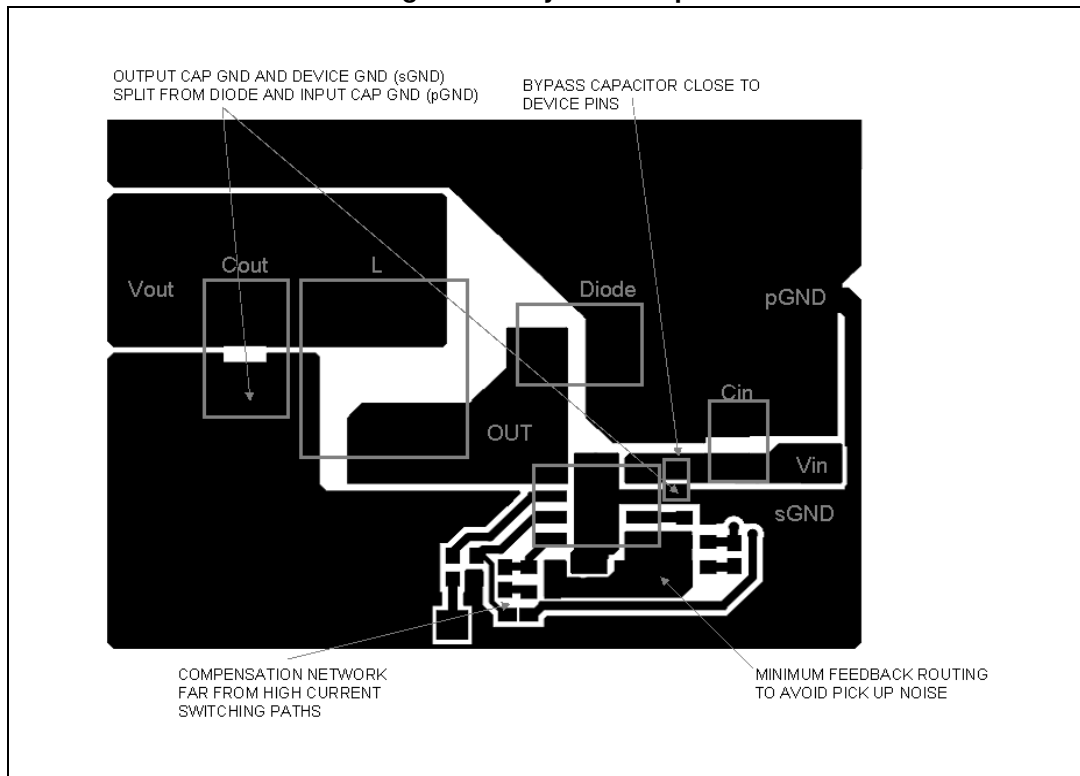 OUTPUT CAP GND AND DEVICE GND (sGND)
SPLIT FROM DIODE AND INPUT CAP GND (pGND)
BYPASS CAPACITOR CLOSE TO
DEVICE PINS
Cout
L
Vout
Diode
pGND
Cin
OUT
Vin
sGND
COMPENSATION NETWORK
FAR FROM HIGH CURRENT
SWITCHING PATHS
MINIMUM FEEDBACK ROUTING
TO AVOID PICK UP NOISE